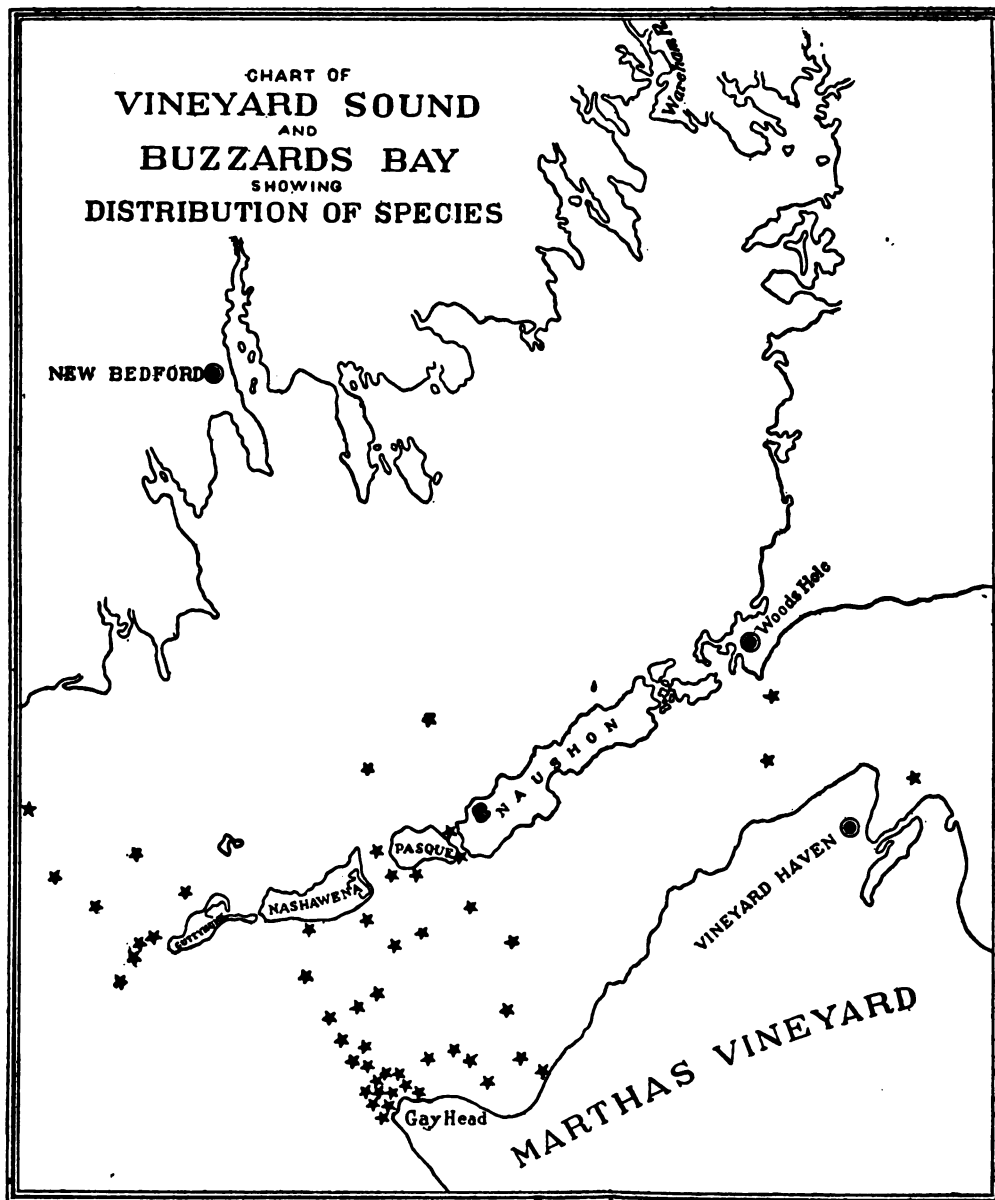 CHART OF
VINEYARD SOUND
AND
BUZZARDS BAY
SHOWING
DISTRIBUTION OF SPECIES
Wareham R.
NEW BEDFORD
Woods Hole
NAUSHON
PASQUE
NASHAWENA
VINEYARD HAVEN
MARTHAS VINEYARD
Gay Head